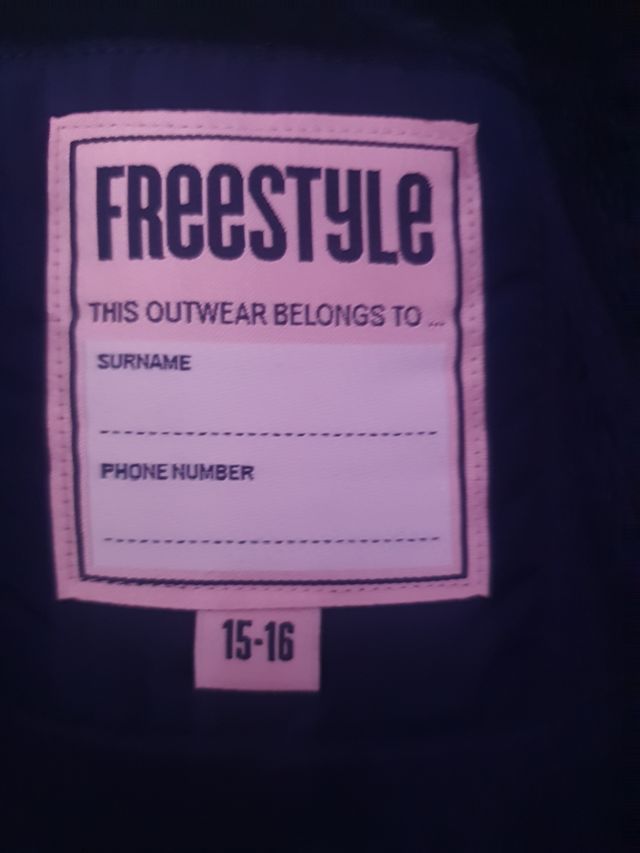 FReeSTYLe
THIS OUTWEAR BELONGS TO ...
SURNAME
PHONE NUMBER
15-16